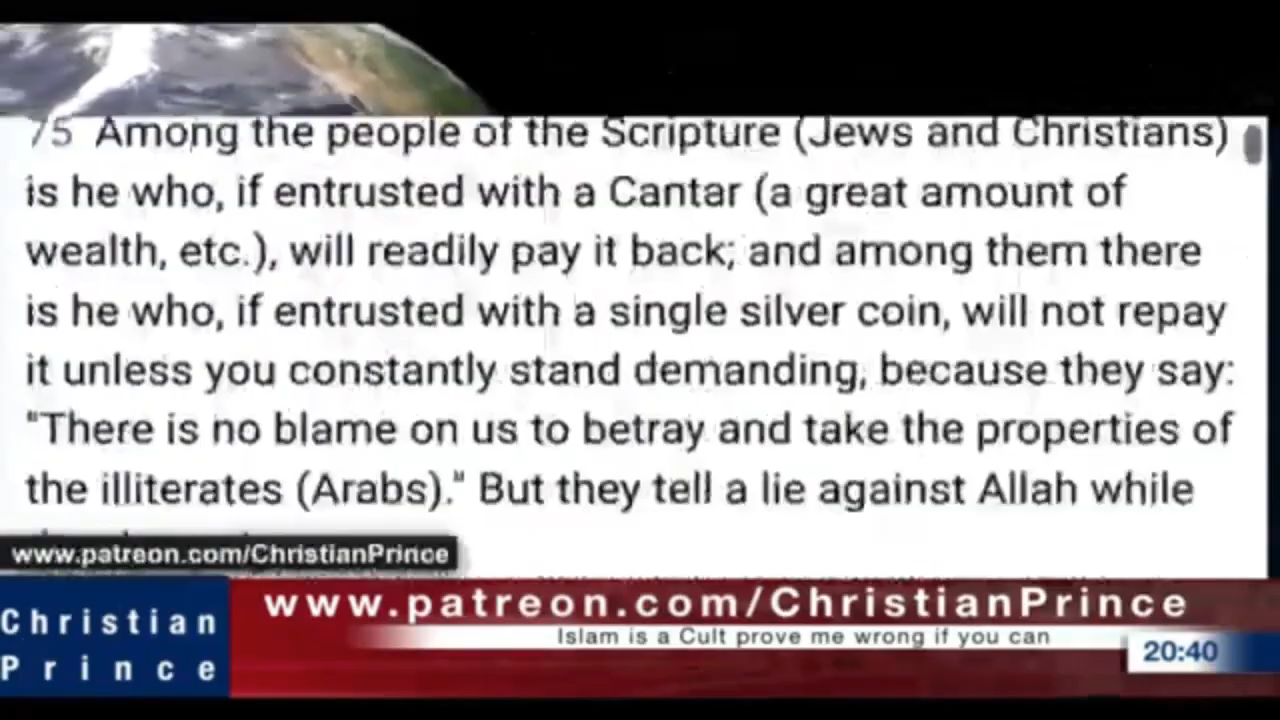 75 Among the people of the Scripture (Jews and Christians)
is he who, if entrusted with a Cantar (a great amount of
wealth, etc.), will readily pay it back; and among them there
is he who, if entrusted with a single silver coin, will not repay
it unless you constantly stand demanding, because they say:
"There is no blame on us to betray and take the properties of
the illiterates (Arabs)." But they tell a lie against Allah while
www.patreon.com/ChristianPrince
www.patreon.com/ChristianPrince
Islam is a Cult prove me wrong if you can
Christian
Prince
20:40